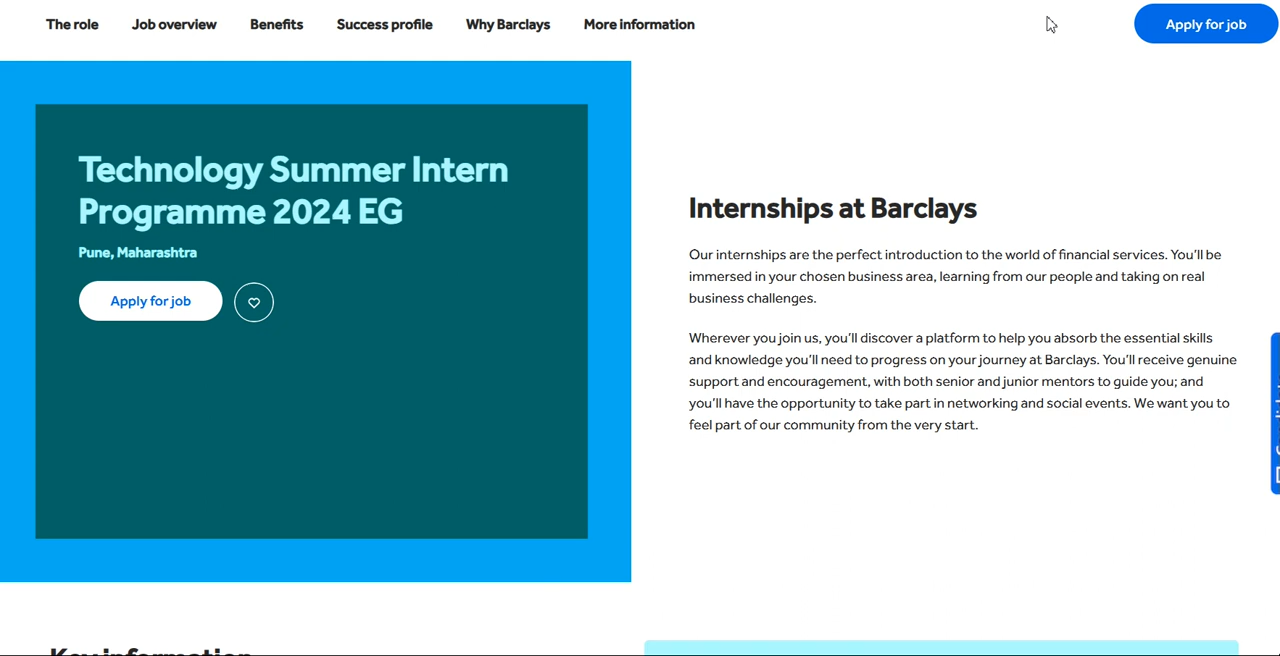 The role Job overview Benefits Success profile Why Barclays More information Apply for job
Technology Summer Intern
Programme 2024 EG
Pune, Maharashtra
Apply for job
Internships at Barclays
Our internships are the perfect introduction to the world of financial services. You’ll be
immersed in your chosen business area, learning from our people and taking on real
business challenges.
Wherever you join us, you’ll discover a platform to help you absorb the essential skills
and knowledge you’ll need to progress on your journey at Barclays. You’ll receive genuine
support and encouragement, with both senior and junior mentors to guide you; and
you’ll have the opportunity to take part in networking and social events. We want you to
feel part of our community from the very start.
Key information